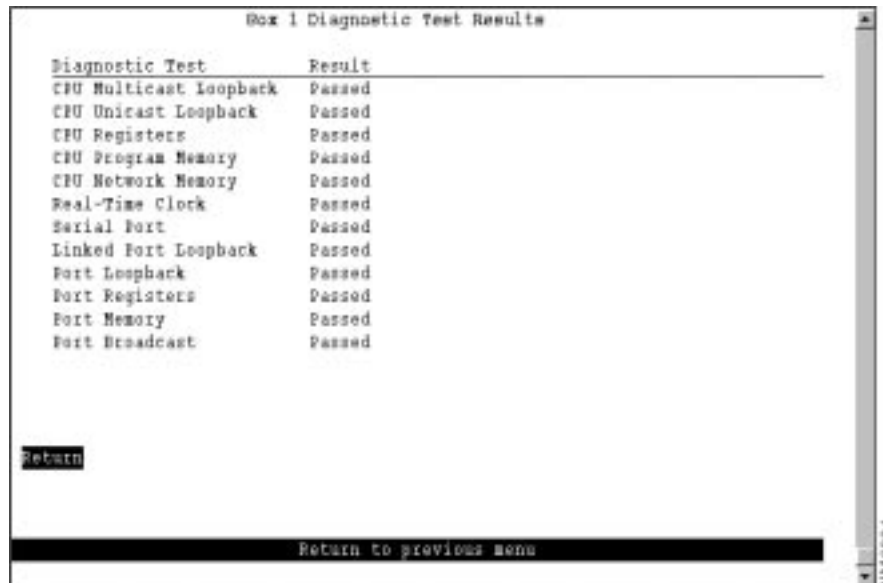 Box 1 Diagnostic Test Results
Diagnostic Test Result
CPU Multicast Loopback Passed
CPU Unicast Loopback Passed
CPU Registers Passed
CPU Program Memory Passed
CPU Network Memory Passed
Real-Time Clock Passed
Serial Port Passed
Linked Port Loopback Passed
Port Loopback Passed
Port Registers Passed
Port Memory Passed
Port Broadcast Passed
Return
Return to previous menu